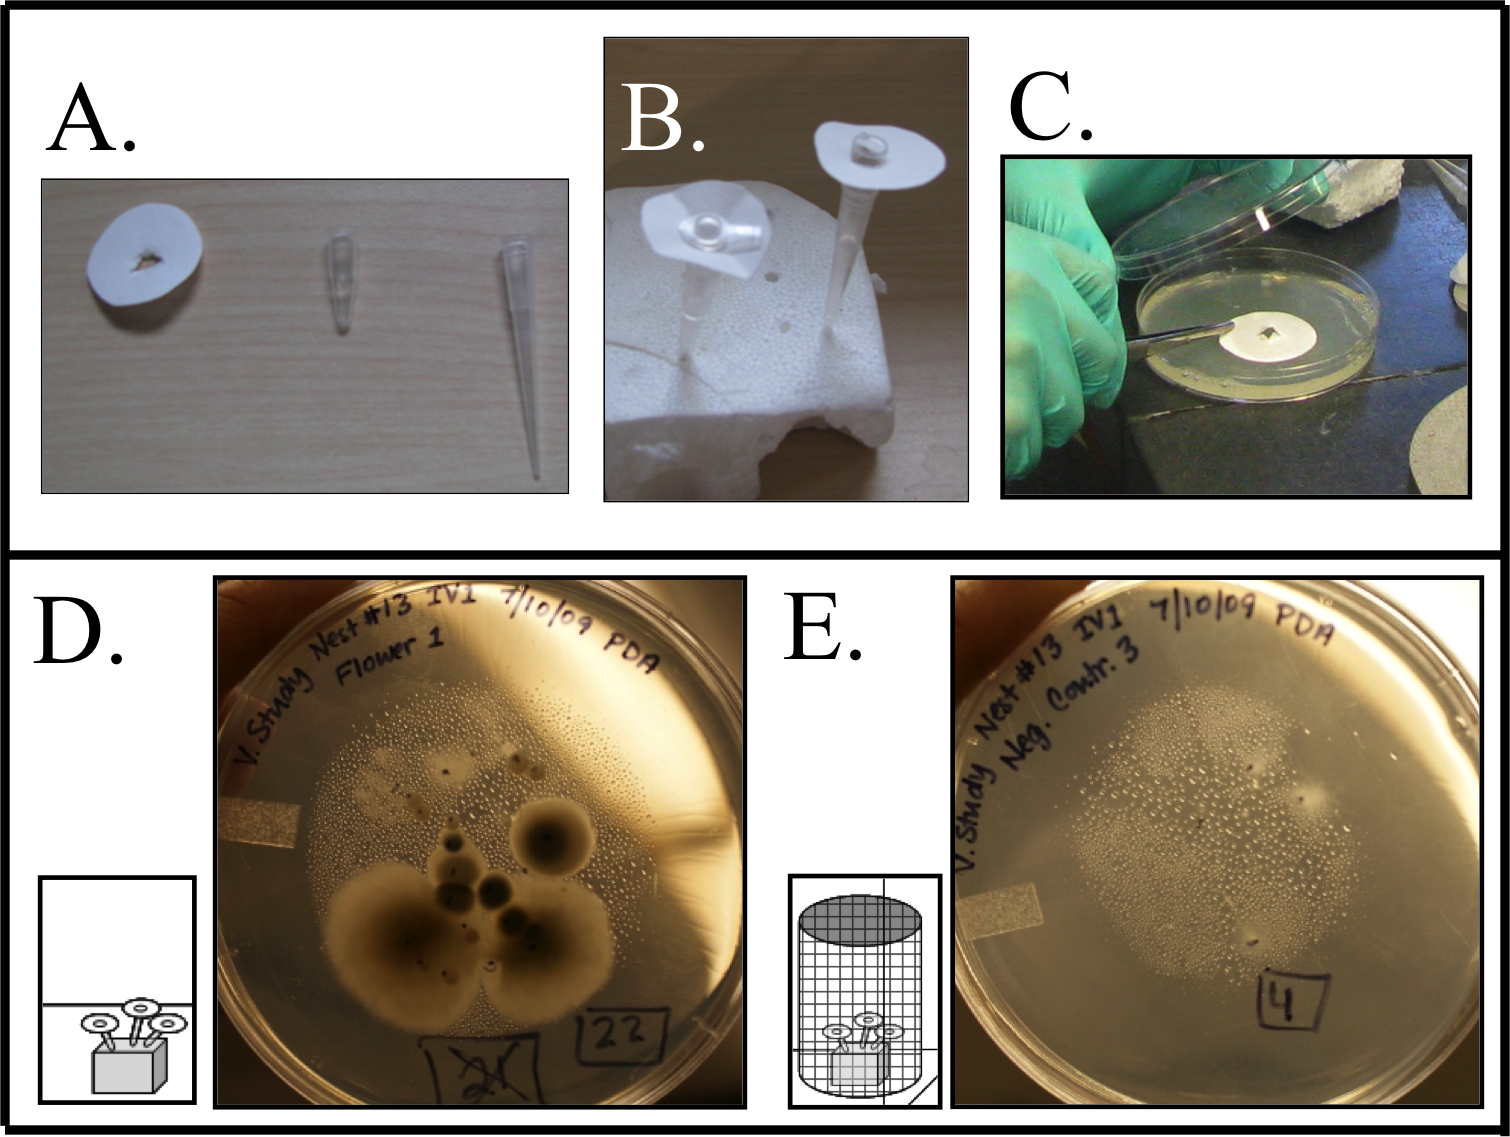 A.
B.
C.
D.
V. Study Nest #13 IV1 7/10/09 PDA
Flower 1
22
E.
V. Study Nest #13 IV1 7/10/09 PDA
Neg. Contr. 3
4